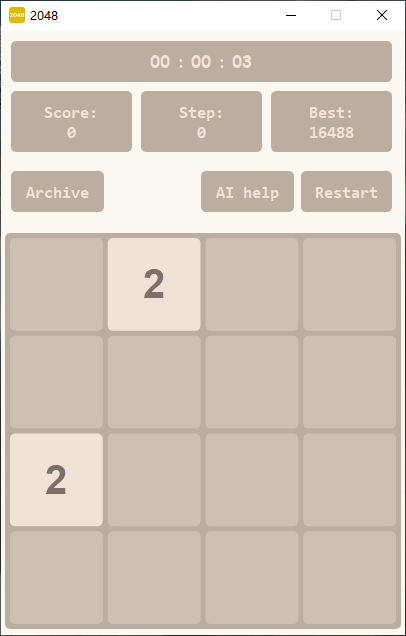 2048 2048
00 : 00 : 03
Score: Step: Best:
0 0 16488
Archive AI help Restart
2
2